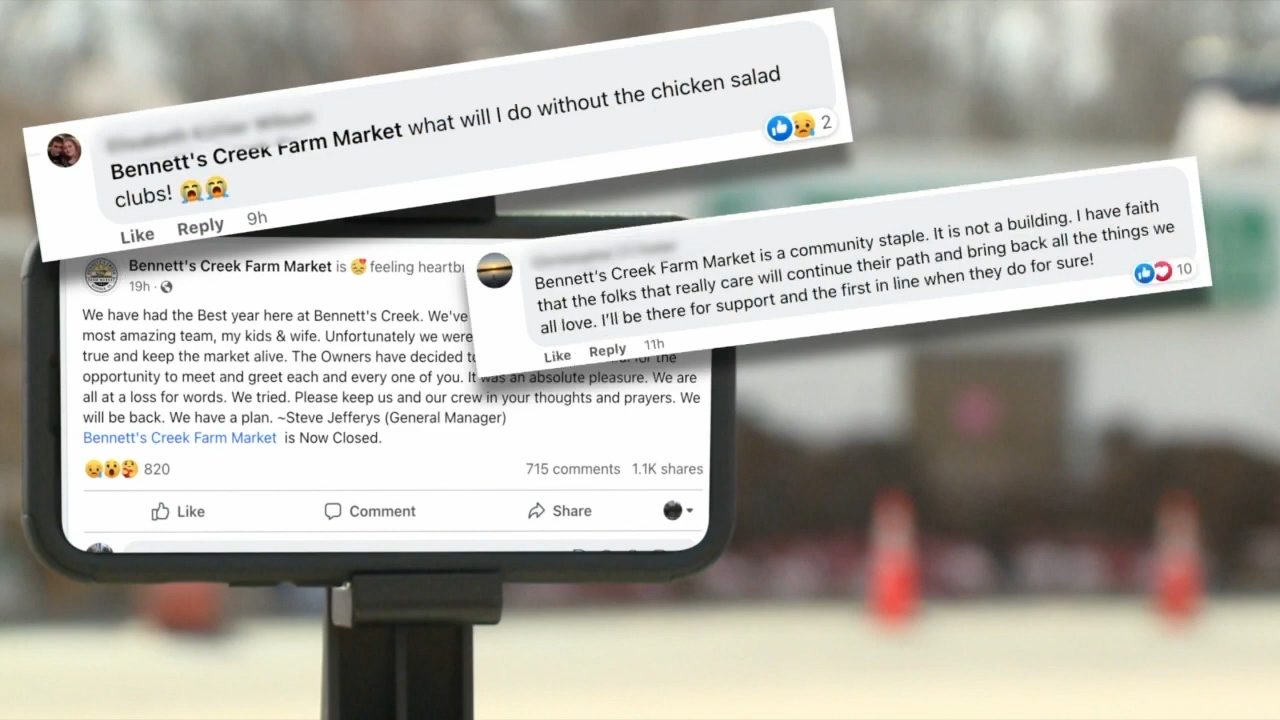 Bennett's Creek Farm Market what will I do without the chicken salad
clubs! 😭😭
2
Like Reply 9h
Bennett's Creek Farm Market is a community staple. It is not a building. I have faith
that the folks that really care will continue their path and bring back all the things we
all love. I'll be there for support and the first in line when they do for sure!
10
Like Reply 11h
Bennett's Creek Farm Market is 🥲 feeling
19h ·
We have had the Best year here at Bennett's Creek. We've
most amazing team, my kids & wife. Unfortunately we were
true and keep the market alive. The Owners have decided
for the
opportunity to meet and greet each and every one of you. It was an absolute pleasure. We are
all at a loss for words. We tried. Please keep us and our crew in your thoughts and prayers. We
will be back. We have a plan. ~Steve Jefferys (General Manager)
Bennett's Creek Farm Market is Now Closed.
820 715 comments 1.1K shares
Like Comment Share